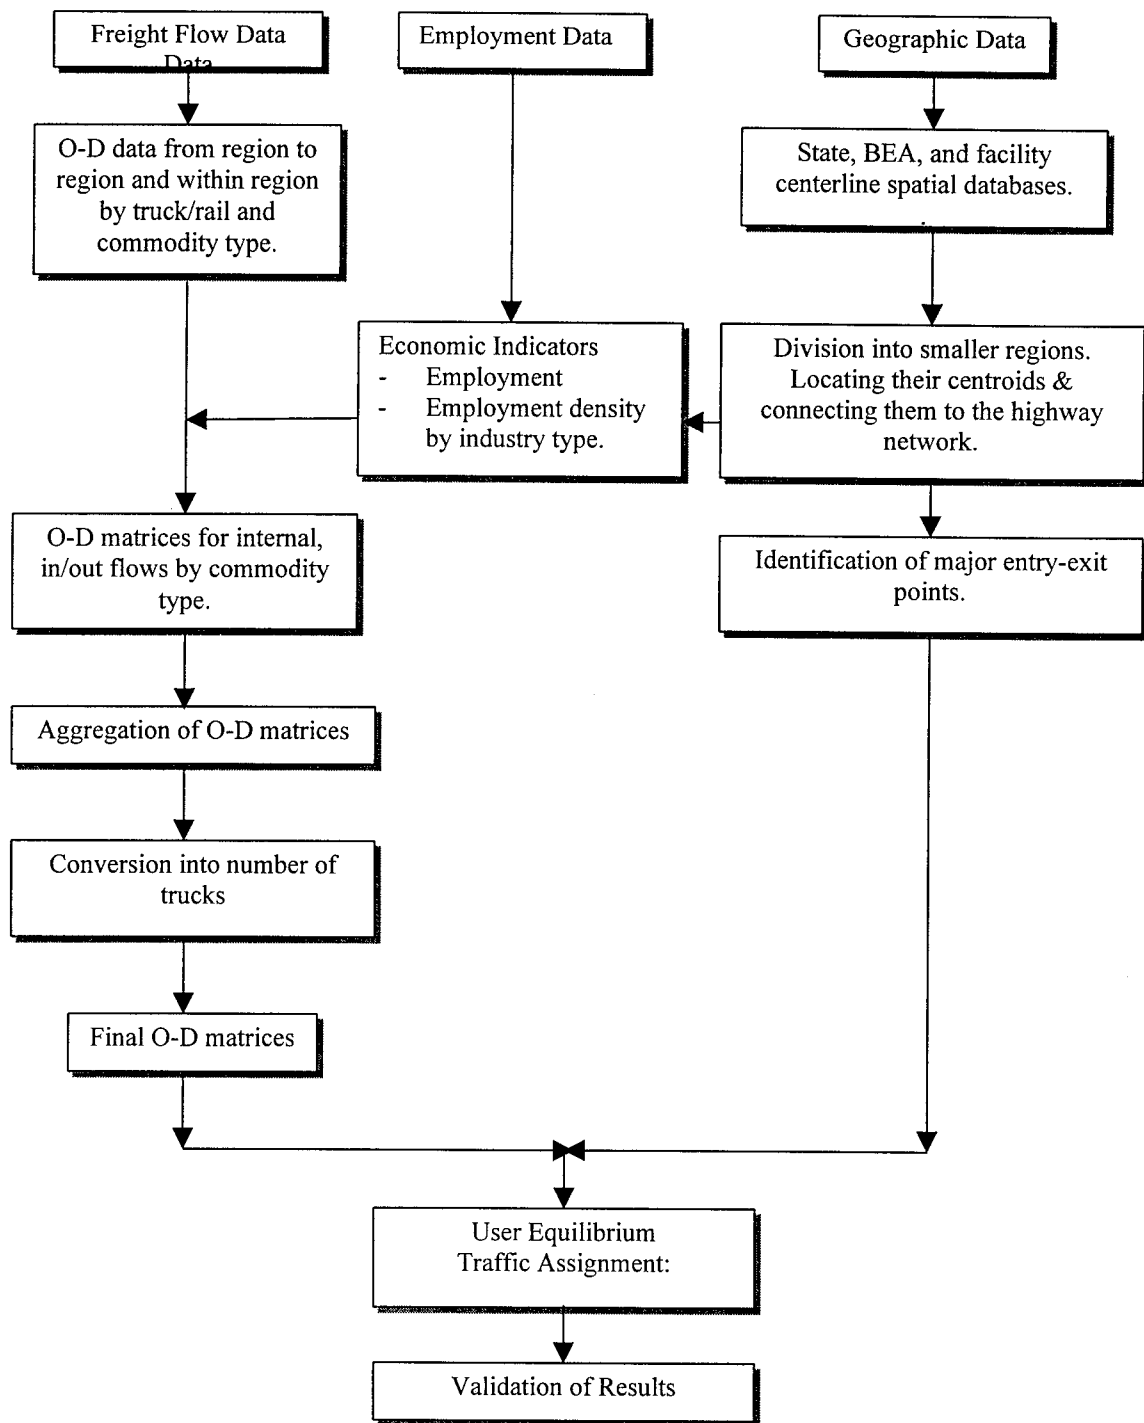 Freight Flow Data
Data
Employment Data
Geographic Data
O-D data from region to
region and within region
by truck/rail and
commodity type.
State, BEA, and facility
centerline spatial databases.
Economic Indicators
- Employment
- Employment density
by industry type.
Division into smaller regions.
Locating their centroids &
connecting them to the highway
network.
O-D matrices for internal,
in/out flows by commodity
type.
Identification of major entry-exit
points.
Aggregation of O-D matrices
Conversion into number of
trucks
Final O-D matrices
User Equilibrium
Traffic Assignment:
Validation of Results